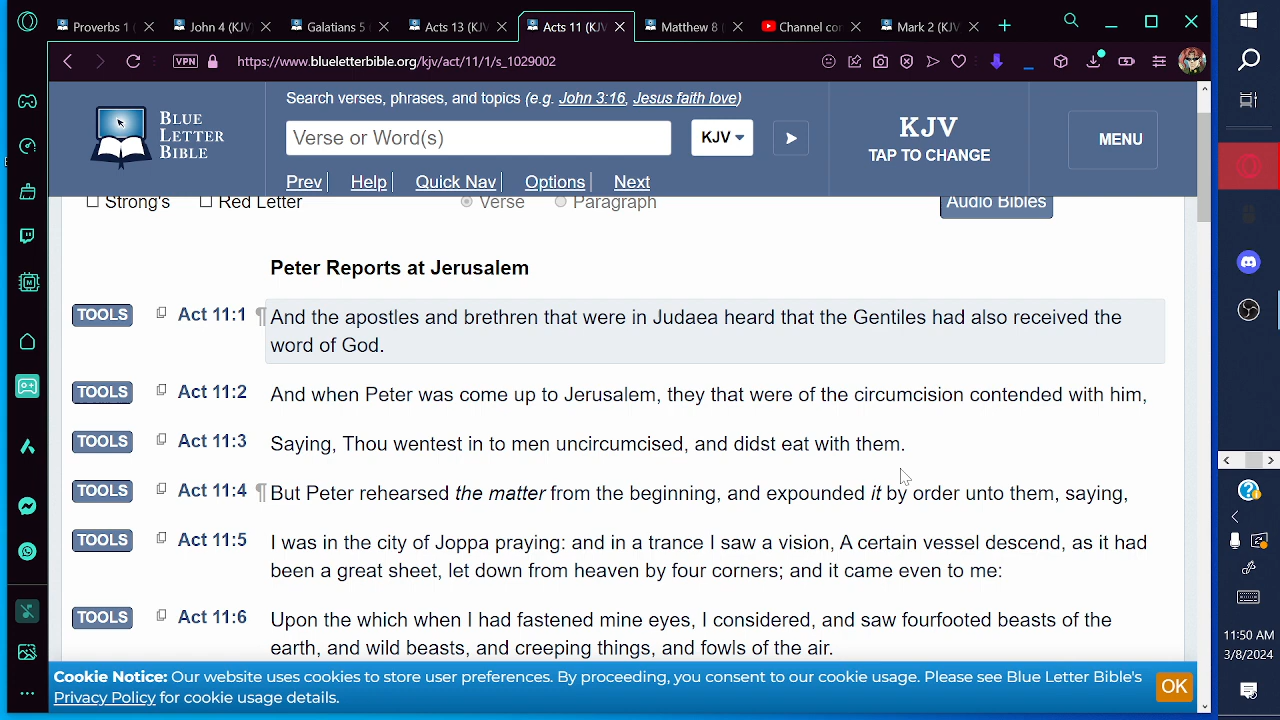 Proverbs 1 (
John 4 (KJV)
Galatians 5 (
Acts 13 (KJV)
Acts 11 (KJV
Matthew 8 (
Channel cor
Mark 2 (KJV
VPN
https://www.blueletterbible.org/kjv/act/11/1/s_1029002
BLUE
LETTER
BIBLE
Search verses, phrases, and topics (e.g. John 3:16, Jesus faith love)
Verse or Word(s)
KJV
KJV
TAP TO CHANGE
MENU
Prev | Help | Quick Nav | Options | Next
Strong's Red Letter Verse Paragraph Audio Bibles
Peter Reports at Jerusalem
TOOLS Act 11:1 ¶ And the apostles and brethren that were in Judaea heard that the Gentiles had also received the
word of God.
TOOLS Act 11:2 And when Peter was come up to Jerusalem, they that were of the circumcision contended with him,
TOOLS Act 11:3 Saying, Thou wentest in to men uncircumcised, and didst eat with them.
TOOLS Act 11:4 ¶ But Peter rehearsed the matter from the beginning, and expounded it by order unto them, saying,
TOOLS Act 11:5 I was in the city of Joppa praying: and in a trance I saw a vision, A certain vessel descend, as it had
been a great sheet, let down from heaven by four corners; and it came even to me:
TOOLS Act 11:6 Upon the which when I had fastened mine eyes, I considered, and saw fourfooted beasts of the
earth, and wild beasts, and creeping things, and fowls of the air.
Cookie Notice: Our website uses cookies to store user preferences. By proceeding, you consent to our cookie usage. Please see Blue Letter Bible's
Privacy Policy for cookie usage details.
OK
11:50 AM
3/8/2024